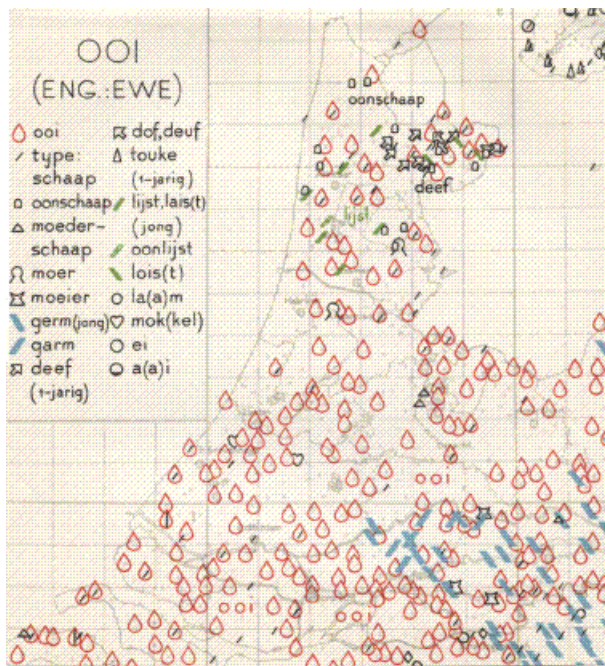 OOI
(ENG.:EWE)
ooi
type:
schaap
oonschaap
moeder-
schaap
moer
moeier
germ(jong)
garm
deef
(1-jarig)
dof,deuf
touke
(1-jarig)
lijst,lais(t)
(jong)
oonlijst
lois(t)
la(a)m
mok(kel)
ei
a(a)i
oonschaap
deef
lijst
ooi
ooi
ooi